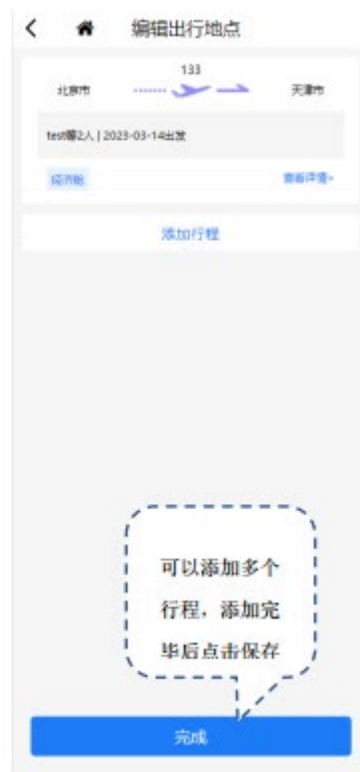 编辑出行地点
133
北京市
天津市
test等2人 | 2023-03-14出发
经济舱
查看详情
添加行程
可以添加多个
行程，添加完
毕后点击保存
完成